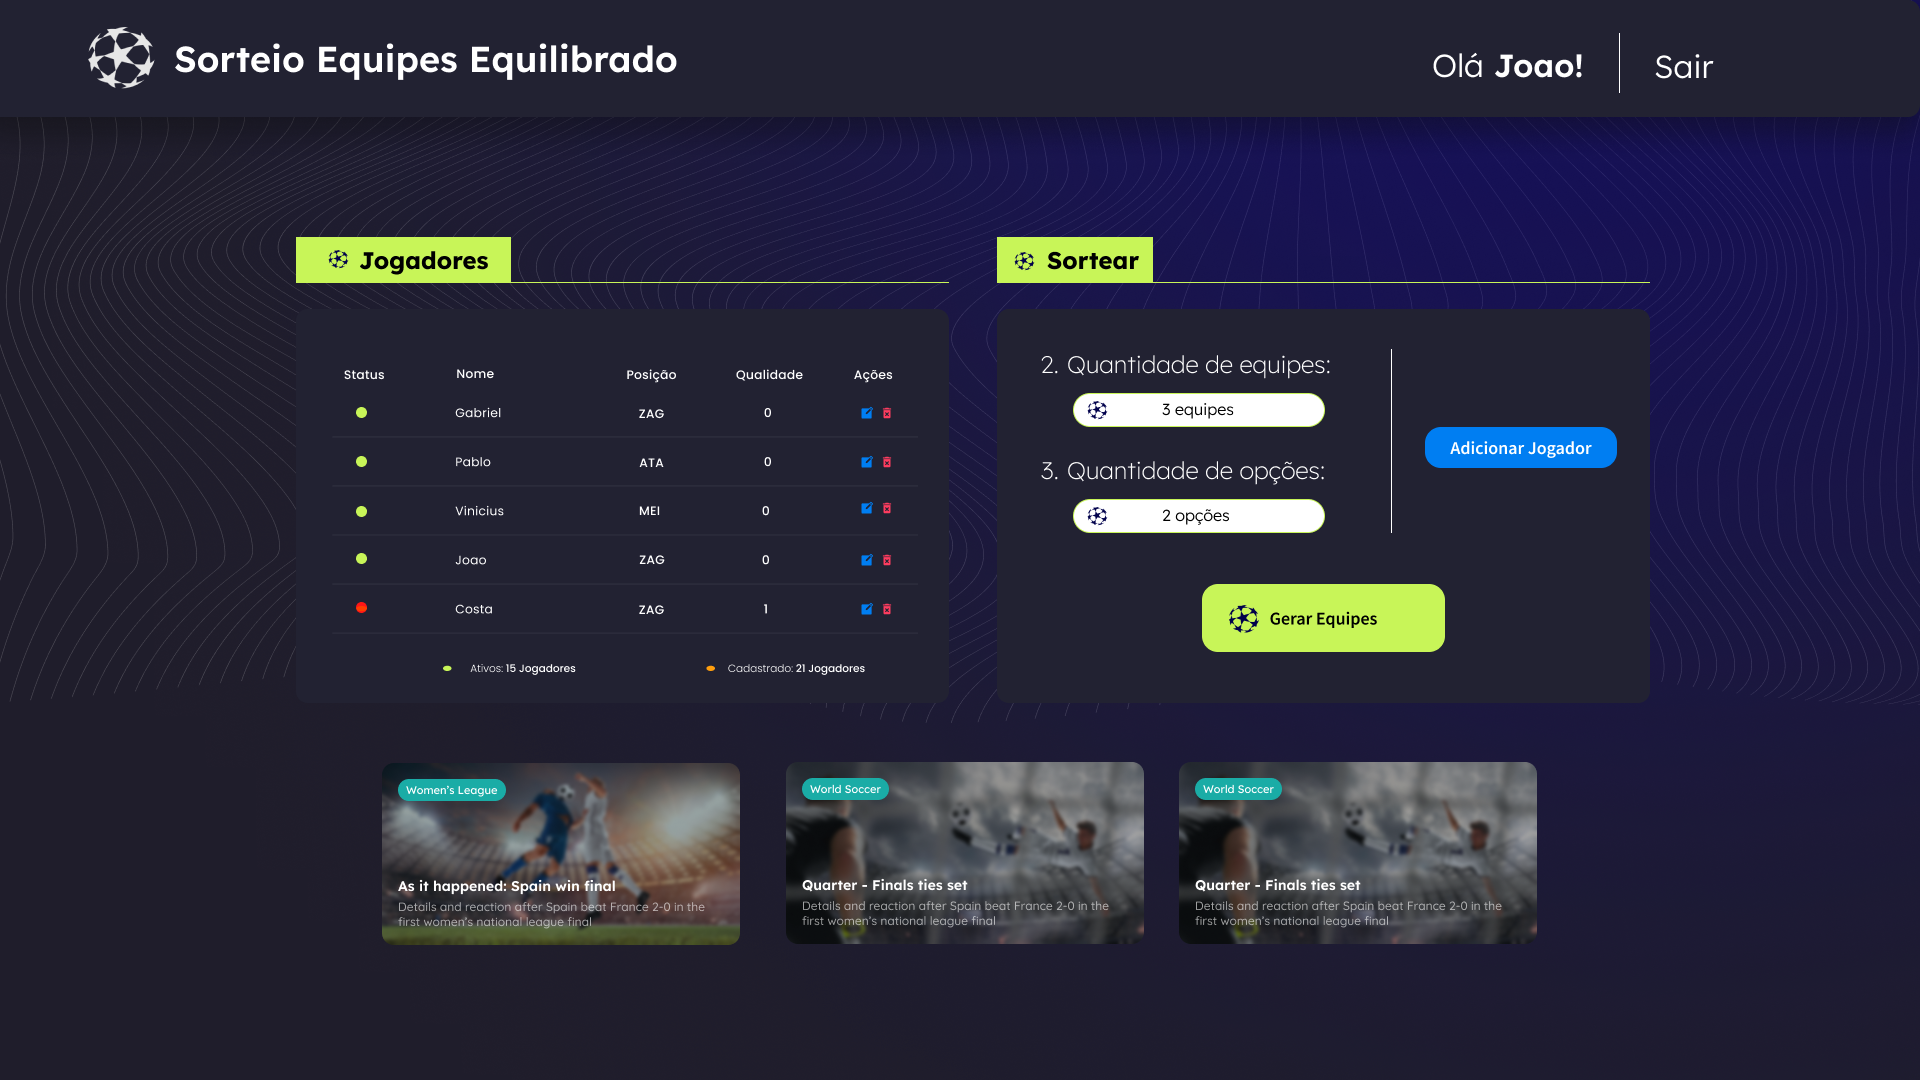 Sorteio Equipes Equilibrado
Olá Joao!
Sair
Jogadores
Status Nome Posição Qualidade Ações
Gabriel ZAG 0
Pablo ATA 0
Vinicius MEI 0
Joao ZAG 0
Costa ZAG 1
Ativos: 15 Jogadores
Cadastrado: 21 Jogadores
Sortear
2. Quantidade de equipes:
3 equipes
3. Quantidade de opções:
2 opções
Adicionar Jogador
Gerar Equipes
Women's League
As it happened: Spain win final
Details and reaction after Spain beat France 2-0 in the
first women's national league final
World Soccer
Quarter - Finals ties set
Details and reaction after Spain beat France 2-0 in the
first women's national league final
World Soccer
Quarter - Finals ties set
Details and reaction after Spain beat France 2-0 in the
first women's national league final